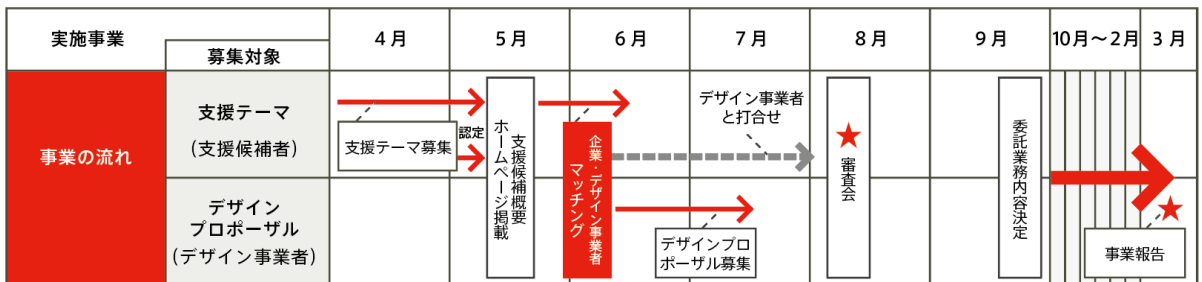 実施事業
募集対象
4月
5月
6月
7月
8月
9月
10月～2月
3月
事業の流れ
支援テーマ
(支援候補者)
デザイン
プロポーザル
(デザイン事業者)
支援テーマ募集
認定
支援候補概要
ホームページ掲載
企業・デザイン事業者
マッチング
デザイン事業者
と打合せ
デザインプロ
ポーザル募集
★
審査会
委託業務内容決定
★
事業報告